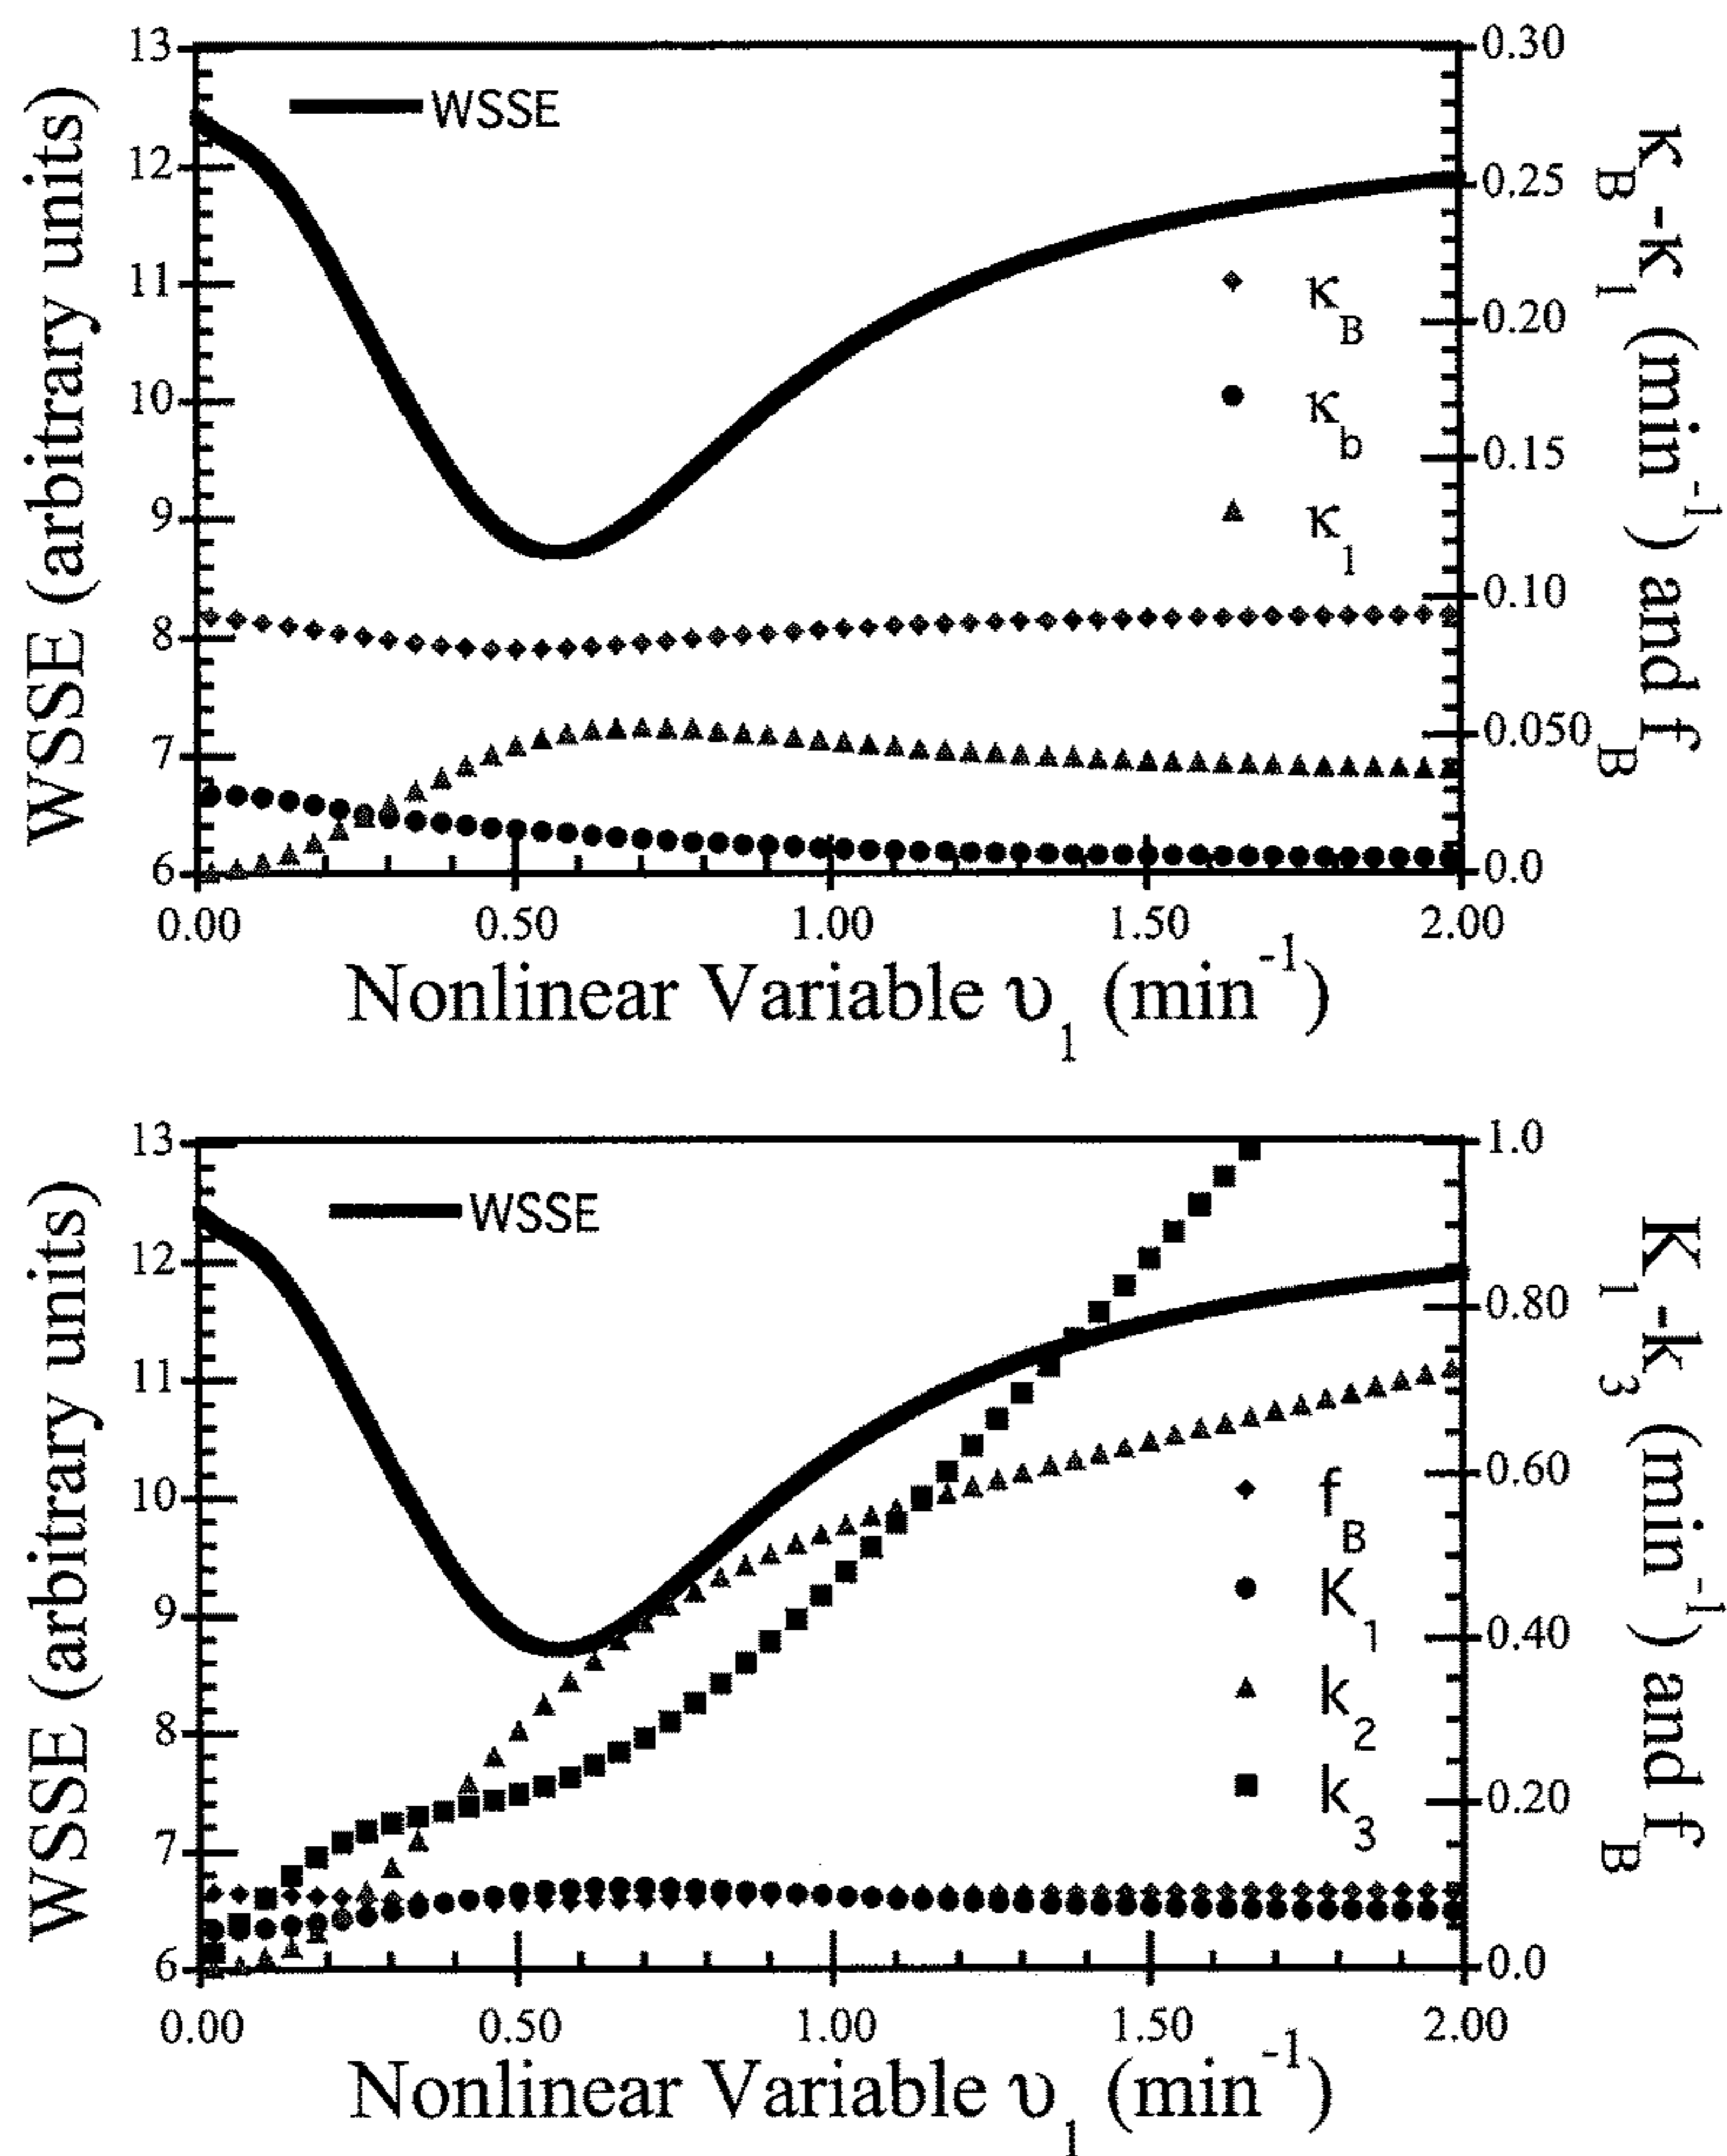 WSSE (arbitrary units)
13
12
11
10
9
8
7
6
WSSE
κB
κb
κ1
0.30
0.25
0.20
0.15
0.10
0.050
0.0
κB-κ1 (min-1) and fB
0.00 0.50 1.00 1.50 2.00
Nonlinear Variable υ1 (min-1)
WSSE (arbitrary units)
13
12
11
10
9
8
7
6
WSSE
fB
K1
k2
k3
1.0
0.80
0.60
0.40
0.20
0.0
K1-k3 (min-1) and fB
0.00 0.50 1.00 1.50 2.00
Nonlinear Variable υ1 (min-1)